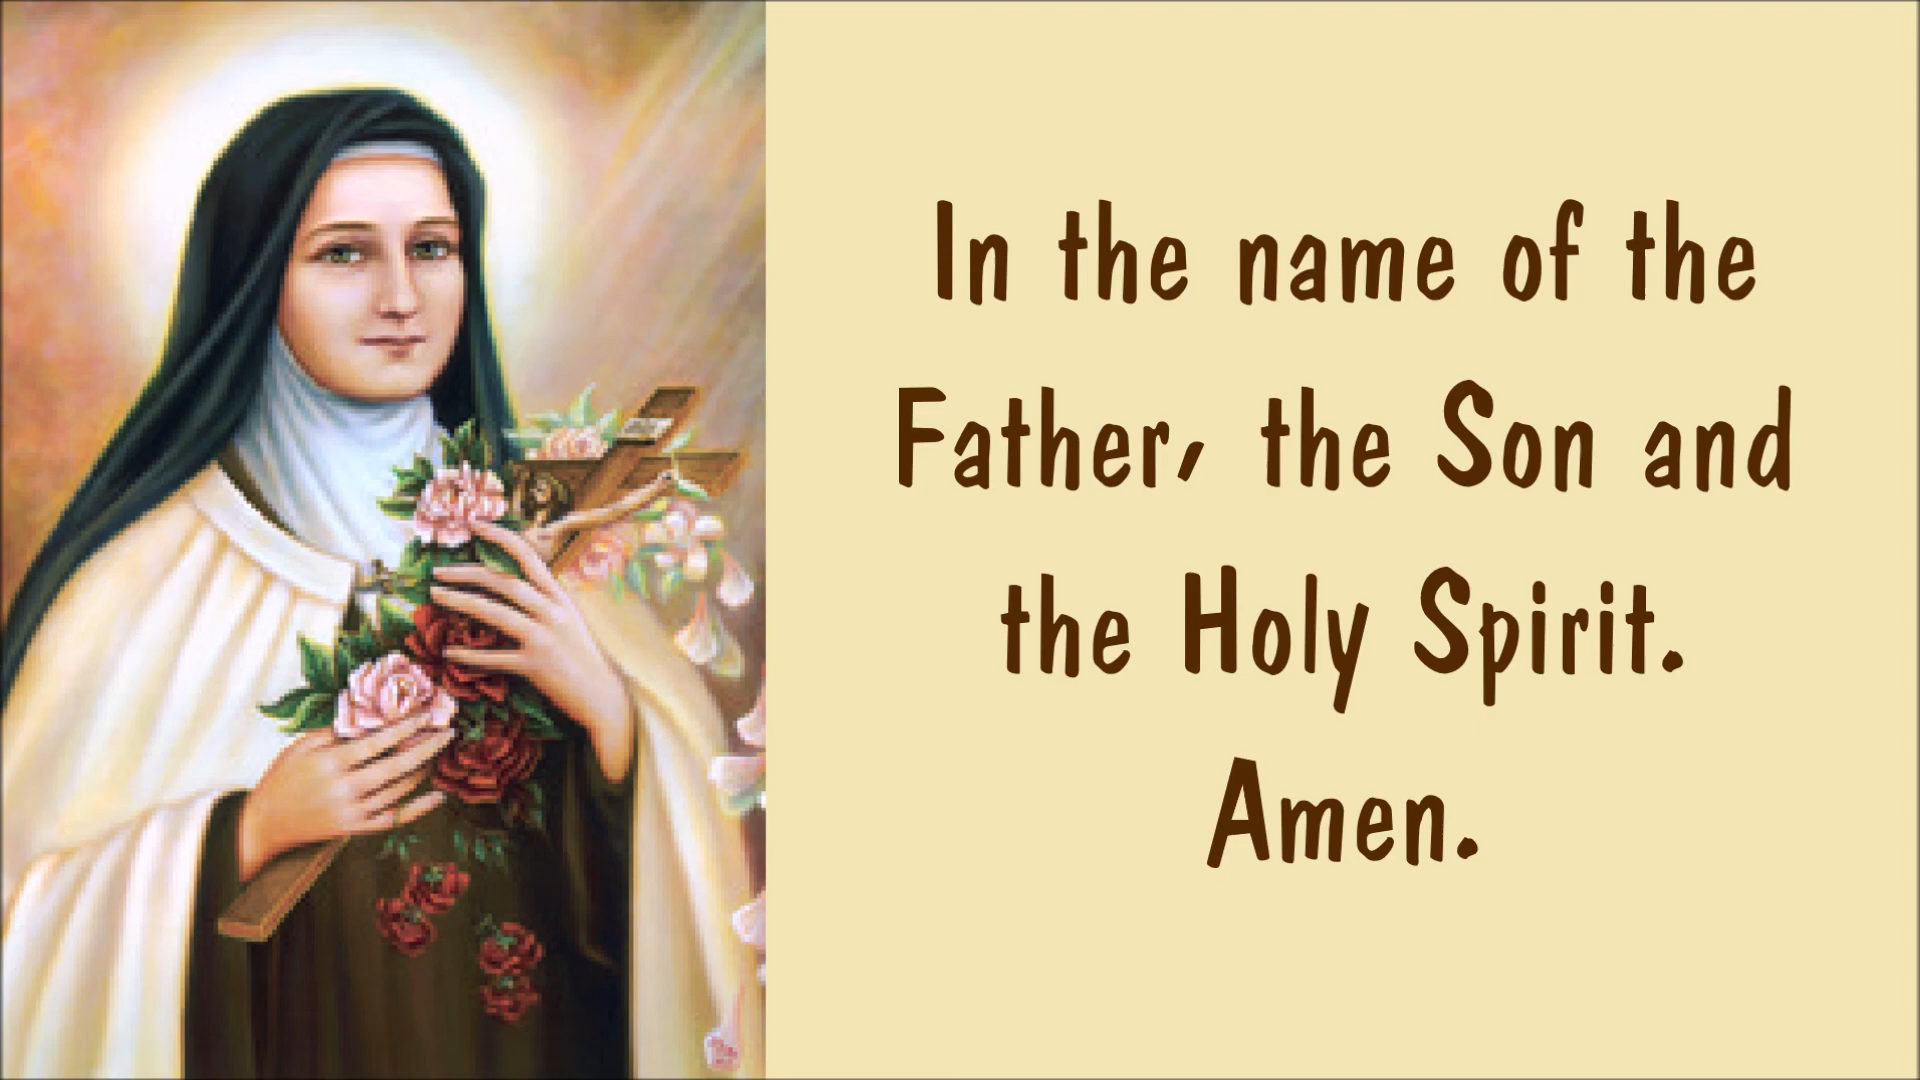 In the name of the
Father, the Son and
the Holy Spirit.
Amen.